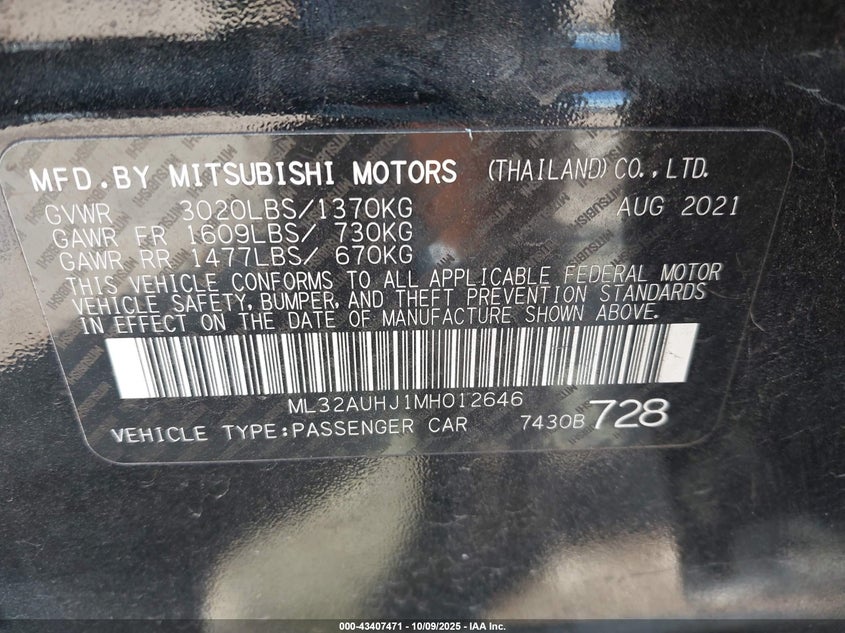 MFD.BY MITSUBISHI MOTORS (THAILAND) CO.,LTD.
GVWR 3020LBS/1370KG AUG 2021
GAWR FR 1609LBS/ 730KG
GAWR RR 1477LBS/ 670KG
THIS VEHICLE CONFORMS TO ALL APPLICABLE FEDERAL MOTOR
VEHICLE SAFETY, BUMPER, AND THEFT PREVENTION STANDARDS
IN EFFECT ON THE DATE OF MANUFACTURE SHOWN ABOVE.
ML32AUHJ1MH012646
VEHICLE TYPE:PASSENGER CAR 7430B 728
000-43407471 - 10/09/2025 - IAA Inc.